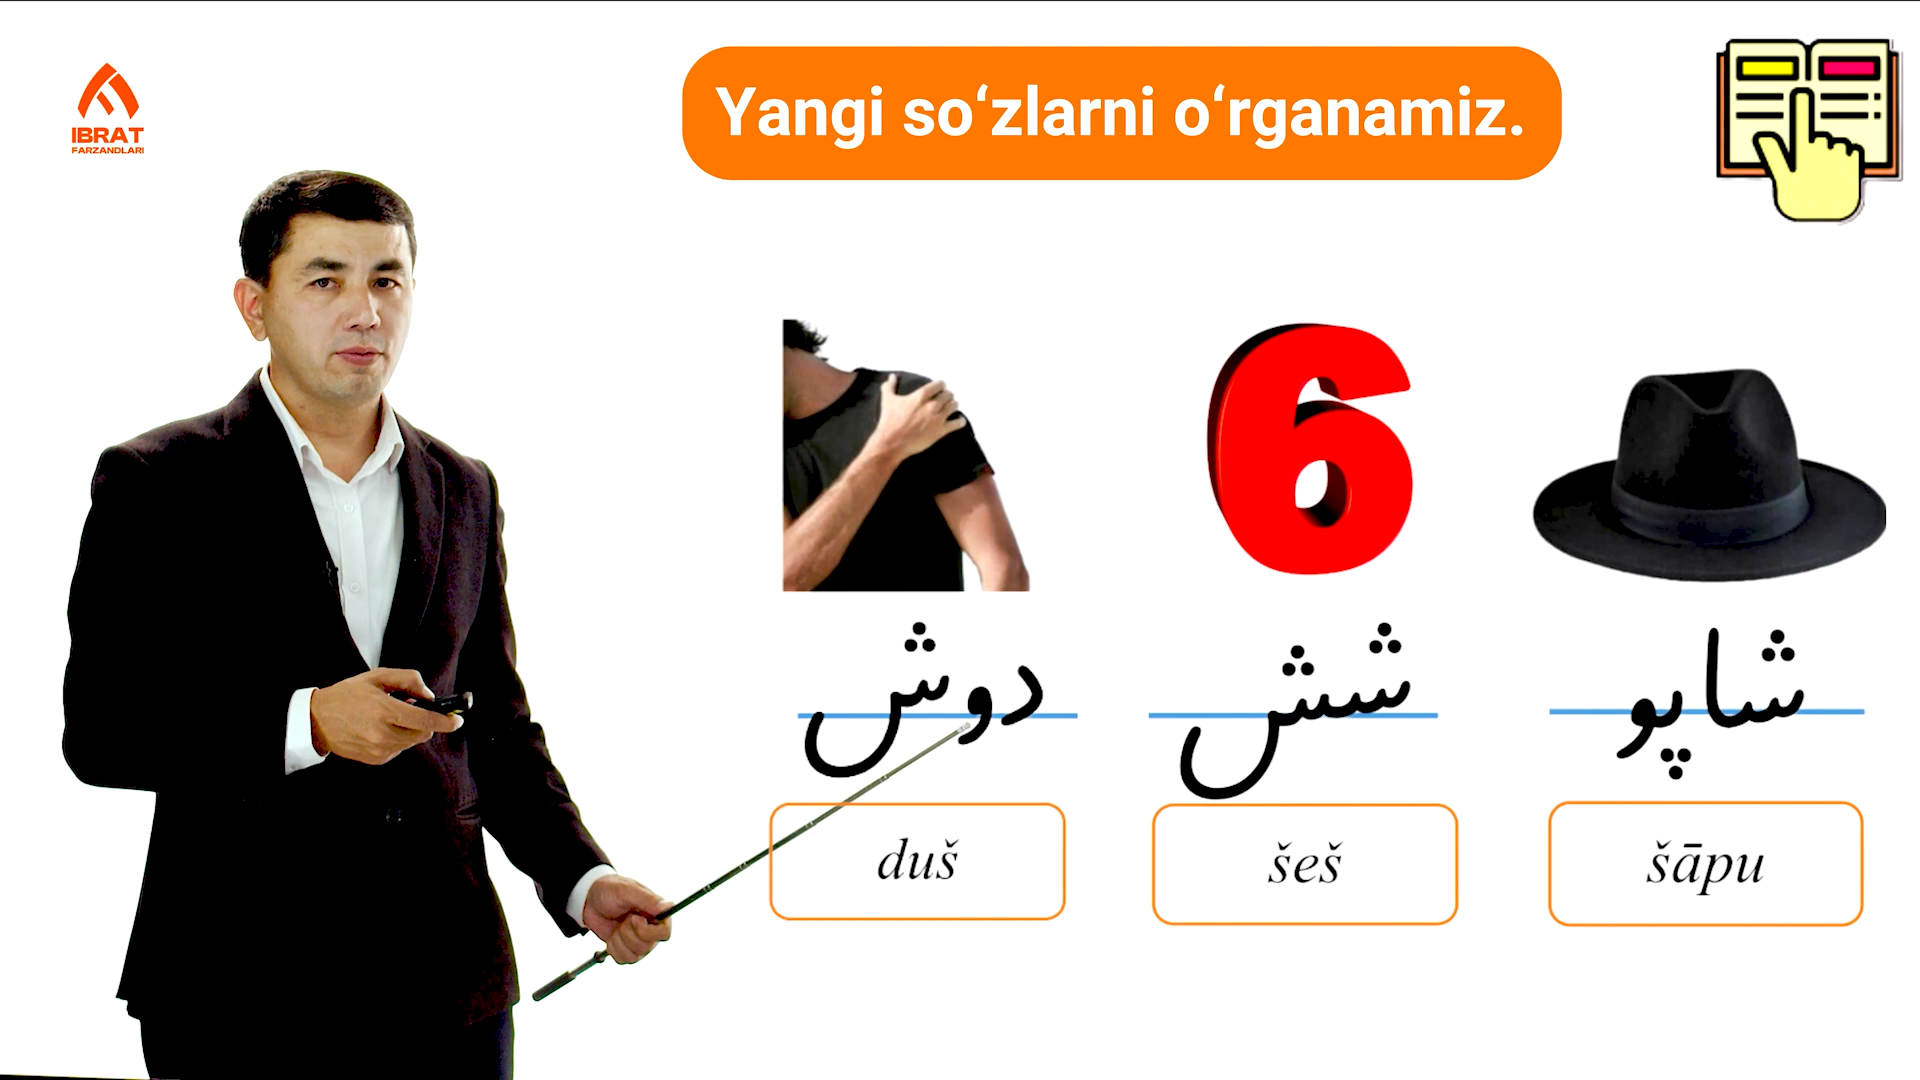 IBRAT
FARZANDLARI
Yangi so‘zlarni o‘rganamiz.
6
دوش
شش
شاپو
duš
šeš
šāpu